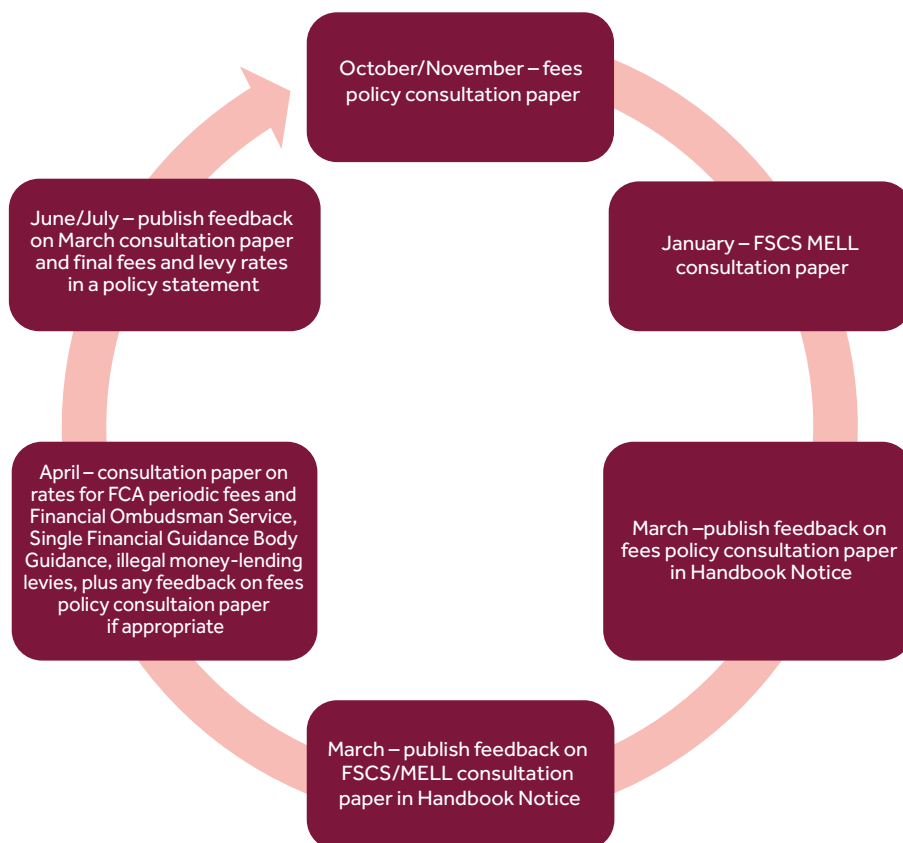 October/November – fees
policy consultation paper
January – FSCS MELL
consultation paper
March –publish feedback on
fees policy consultation paper
in Handbook Notice
March – publish feedback on
FSCS/MELL consultation
paper in Handbook Notice
April – consultation paper on
rates for FCA periodic fees and
Financial Ombudsman Service,
Single Financial Guidance Body
Guidance, illegal money-lending
levies, plus any feedback on fees
policy consultaion paper
if appropriate
June/July – publish feedback
on March consultation paper
and final fees and levy rates
in a policy statement